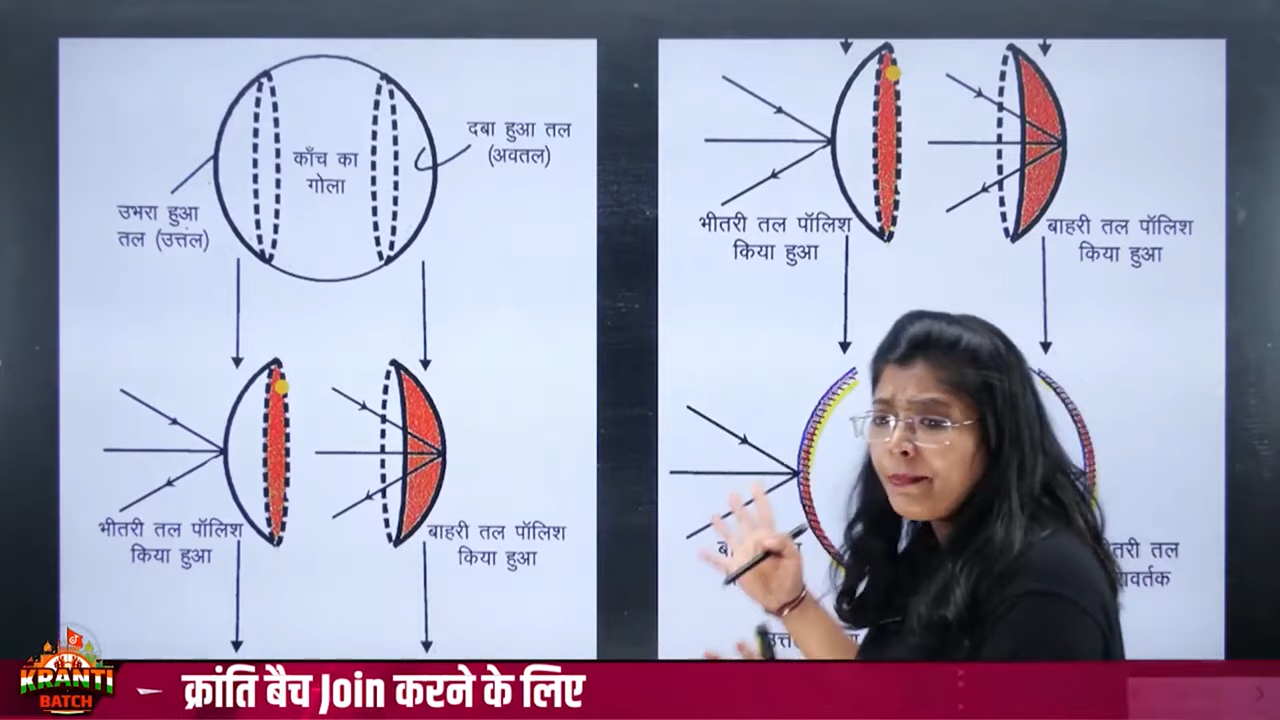 दबा हुआ तल
(अवतल)
काँच का
गोला
उभरा हुआ
तल (उत्तल)
भीतरी तल पॉलिश
किया हुआ
बाहरी तल पॉलिश
किया हुआ
भीतरी तल पॉलिश
किया हुआ
बाहरी तल पॉलिश
किया हुआ
तरी तल
KRANTI
BATCH
क्रांति बैच Join करने के लिए